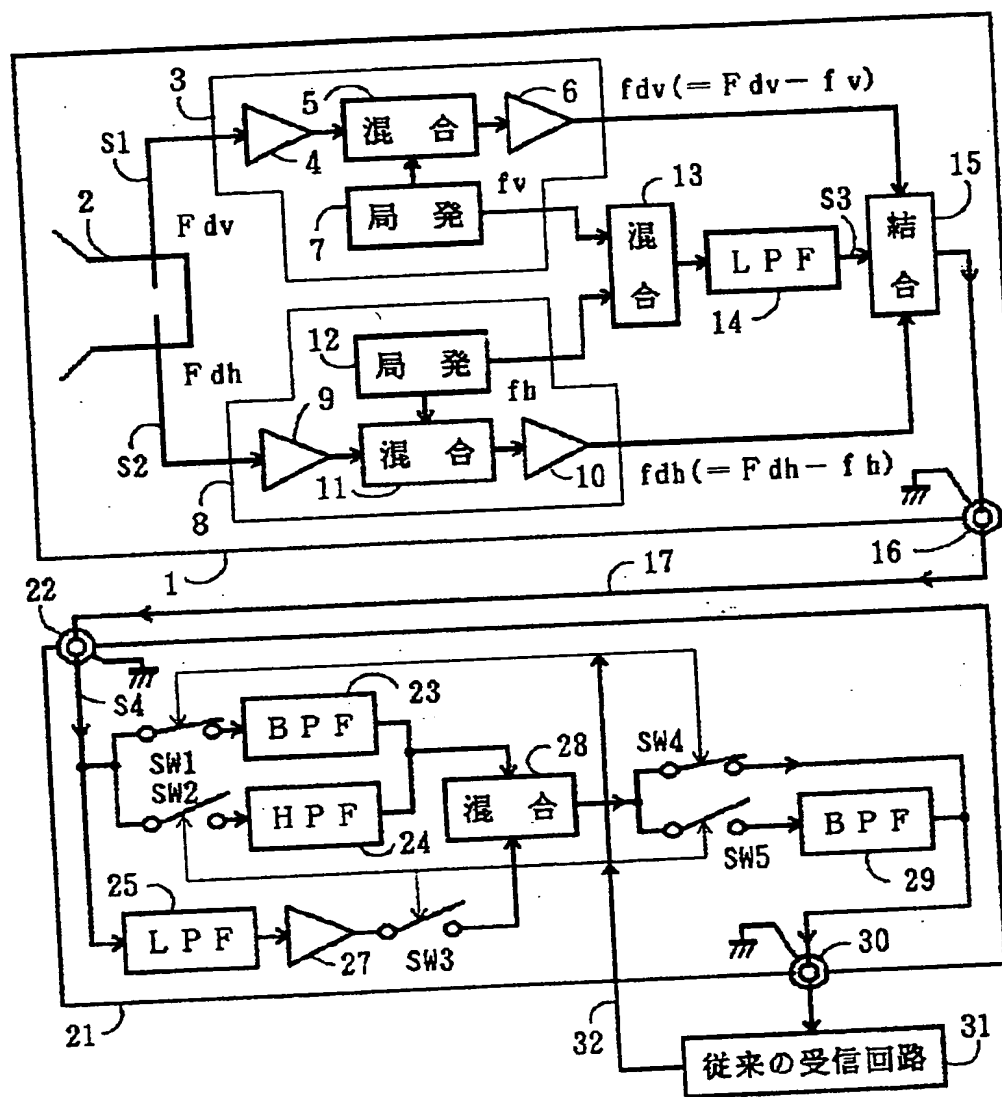 3
5
混 合
6
fdv(=Fdv-fv)
S1
4
fv
13
15
2
Fdv
7
局 発
混 合
S3
結 合
LPF
14
12
局 発
Fdh
9
fh
S2
混 合
11
10
fdh(=Fdh-fh)
8
16
1
17
22
S4
23
BPF
SW1
SW2
28
SW4
混 合
HPF
24
BPF
SW5
29
25
LPF
27
SW3
30
21
32
31
従来の受信回路